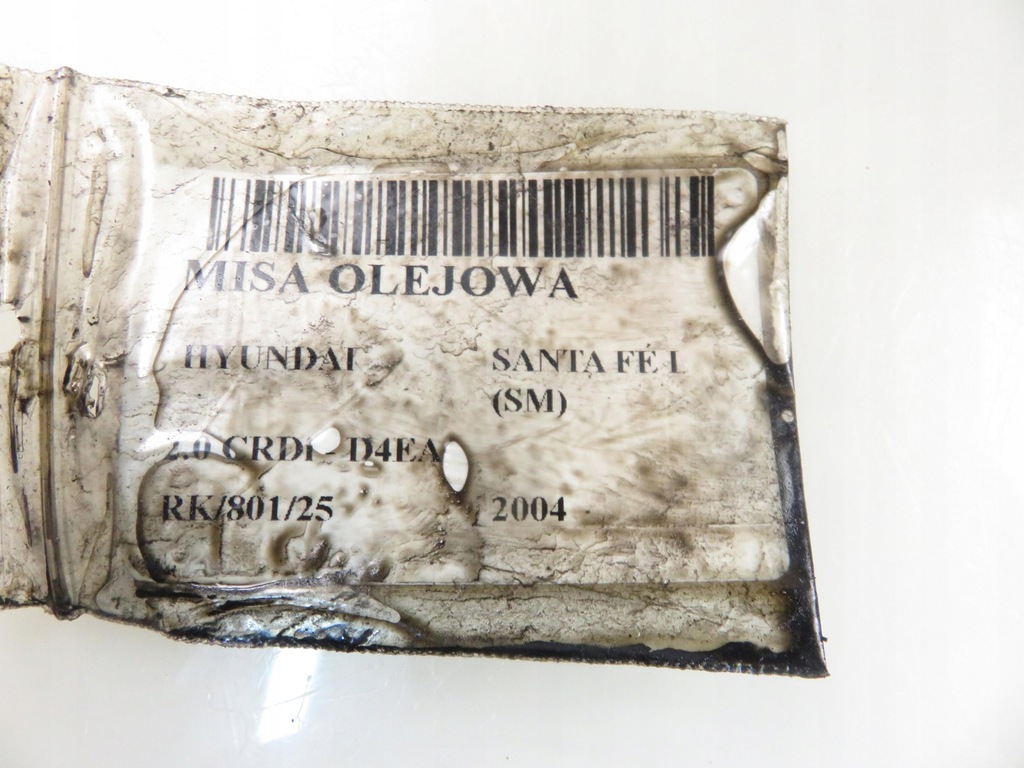 MISA OLEJOWA
HYUNDAI SANTA FÉ I
(SM)
2.0 CRDi - D4EA
RK/801/25 2004